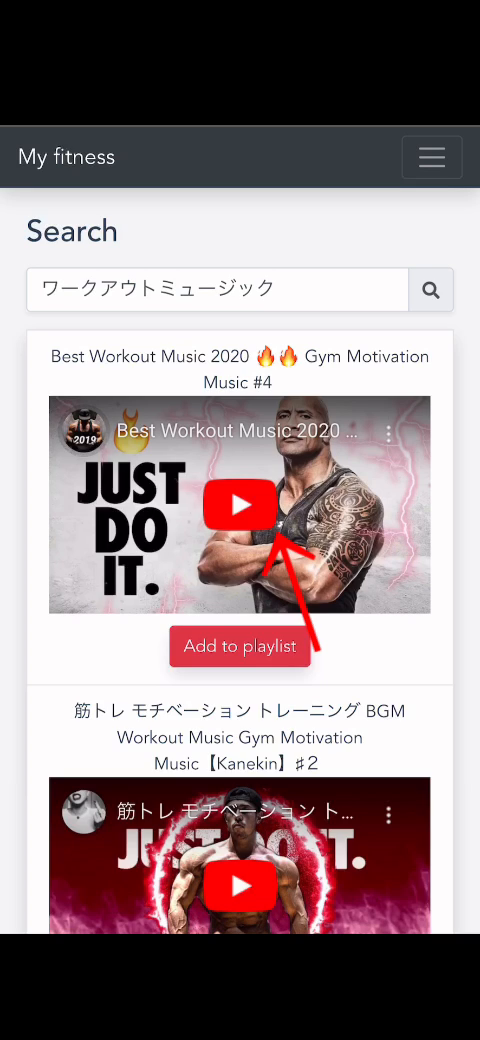 My fitness
Search
ワークアウトミュージック
Best Workout Music 2020 🔥🔥 Gym Motivation
Music #4
2019
Best Workout Music 2020 ...
JUST
DO
IT.
Add to playlist
筋トレ モチベーション トレーニング BGM
Workout Music Gym Motivation
Music【Kanekin】♯２
筋トレ モチベーション ト...
JUST DO IT.